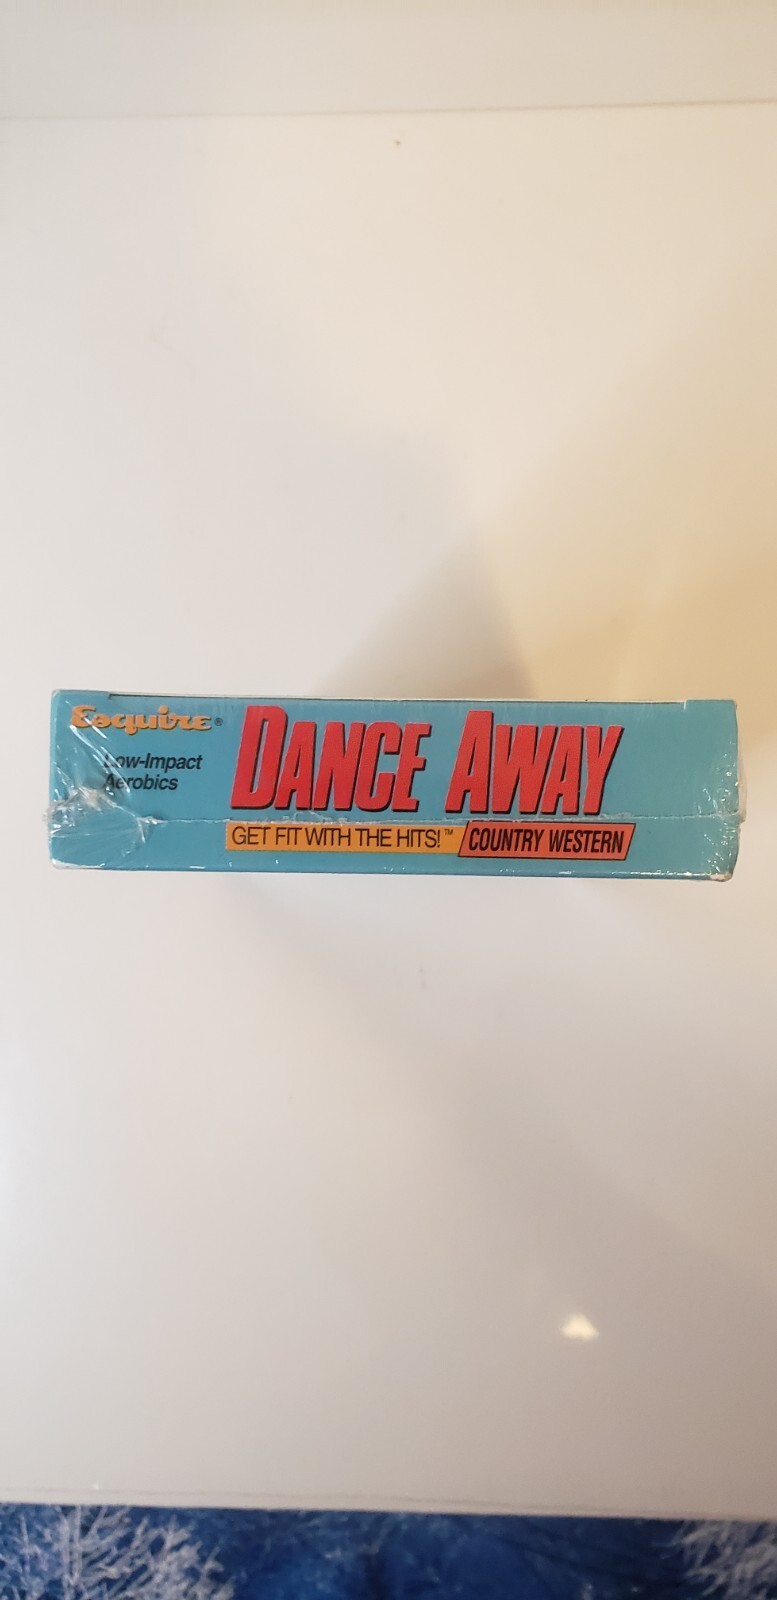 Esquire®
Low-Impact
Aerobics
DANCE AWAY
GET FIT WITH THE HITS!™ COUNTRY WESTERN